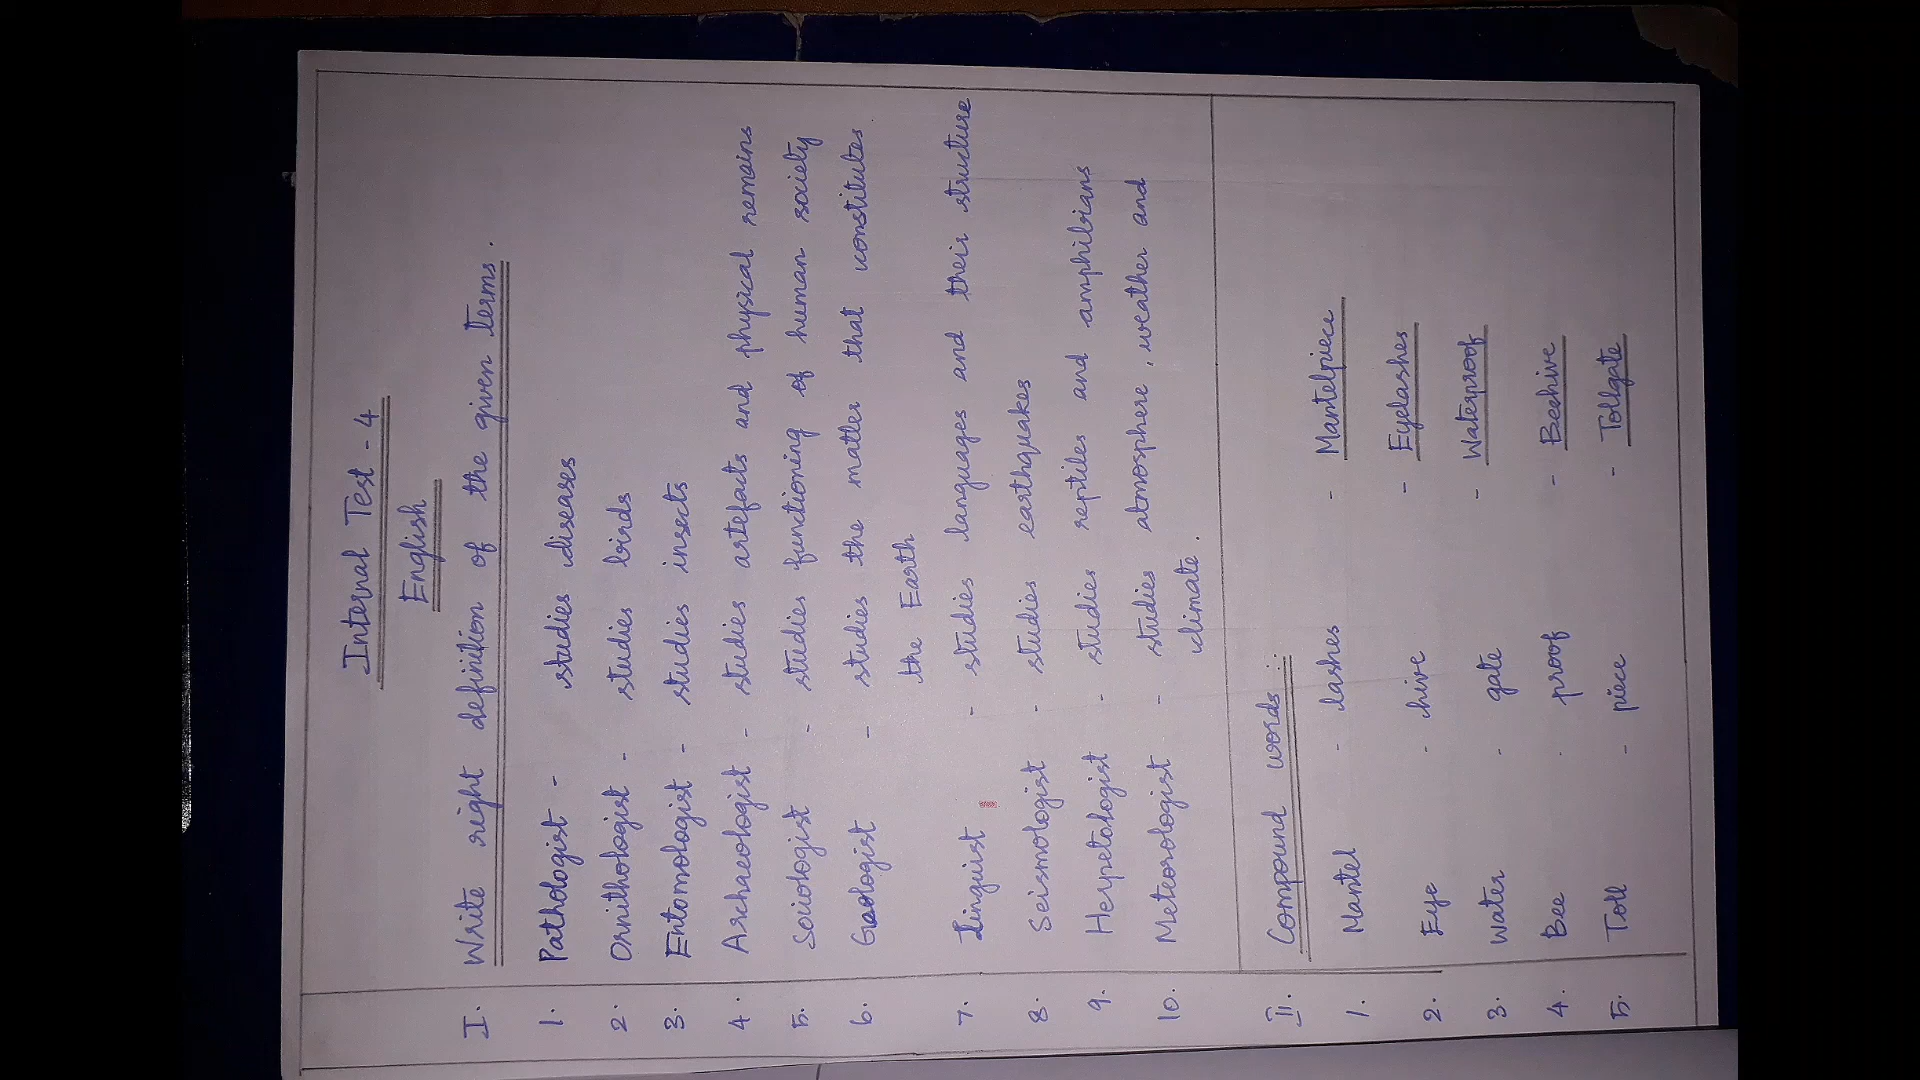 Internal Test - 4
English
I. Write right definition of the given terms.
1. Pathologist - studies diseases
2. Ornithologist - studies birds
3. Entomologist - studies insects
4. Archaeologist - studies artefacts and physical remains
5. Sociologist - studies functioning of human society
6. Geologist - studies the matter that constitutes
the Earth
7. Linguist - studies languages and their structure
8. Seismologist - studies earthquakes
9. Herpetologist - studies reptiles and amphibians
10. Meteorologist - studies atmosphere, weather and
climate.
II. Compound words :-
1. Mantel - lashes - Mantelpiece
2. Eye - hive - Eyelashes
3. Water - gate - Waterproof
4. Bee - proof - Beehive
5. Toll - piece - Tollgate